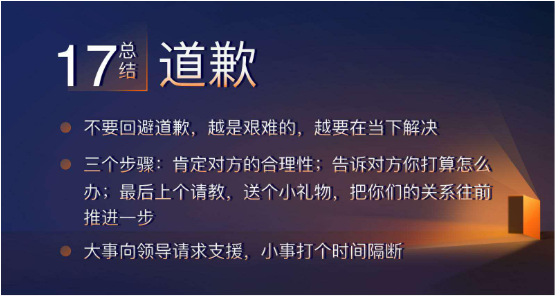 17 总结 道歉
不要回避道歉，越是艰难的，越要在当下解决
三个步骤：肯定对方的合理性；告诉对方你打算怎么
办；最后上个请教，送个小礼物，把你们的关系往前
推进一步
大事向领导请求支援，小事打个时间隔断